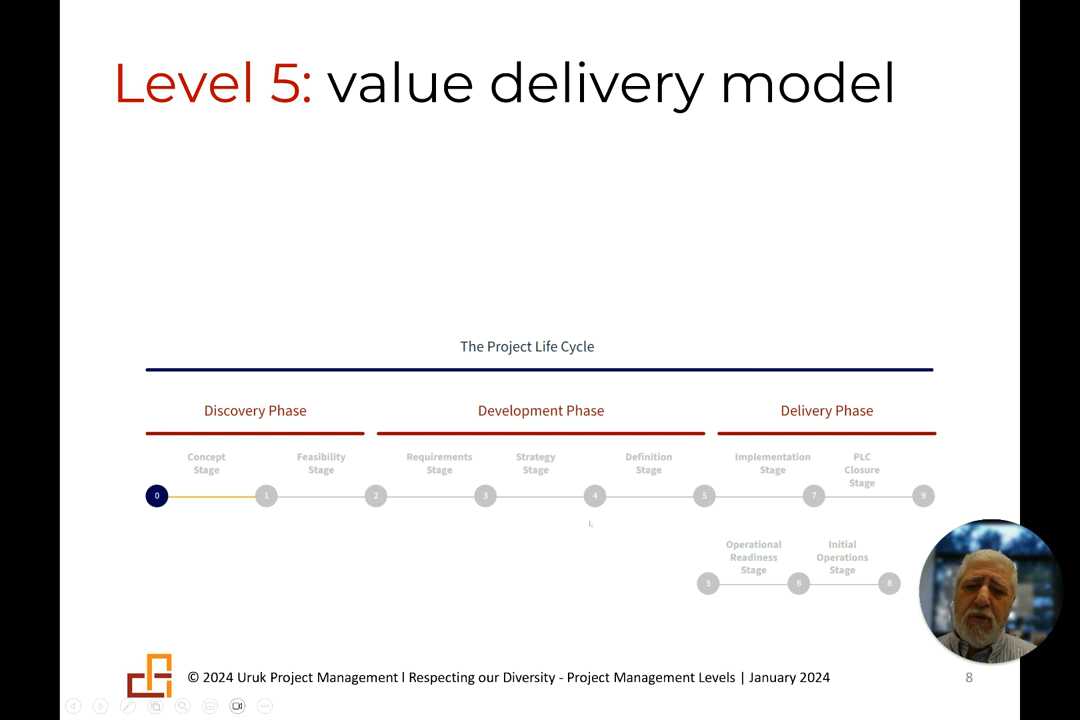 Level 5: value delivery model
The Project Life Cycle
Discovery Phase
Development Phase
Delivery Phase
Concept
Stage
Feasibility
Stage
Requirements
Stage
Strategy
Stage
Definition
Stage
Implementation
Stage
PLC
Closure
Stage
0
1
2
3
4
5
7
9
Operational
Readiness
Stage
Initial
Operations
Stage
5
6
8
© 2024 Uruk Project Management l Respecting our Diversity - Project Management Levels | January 2024
8